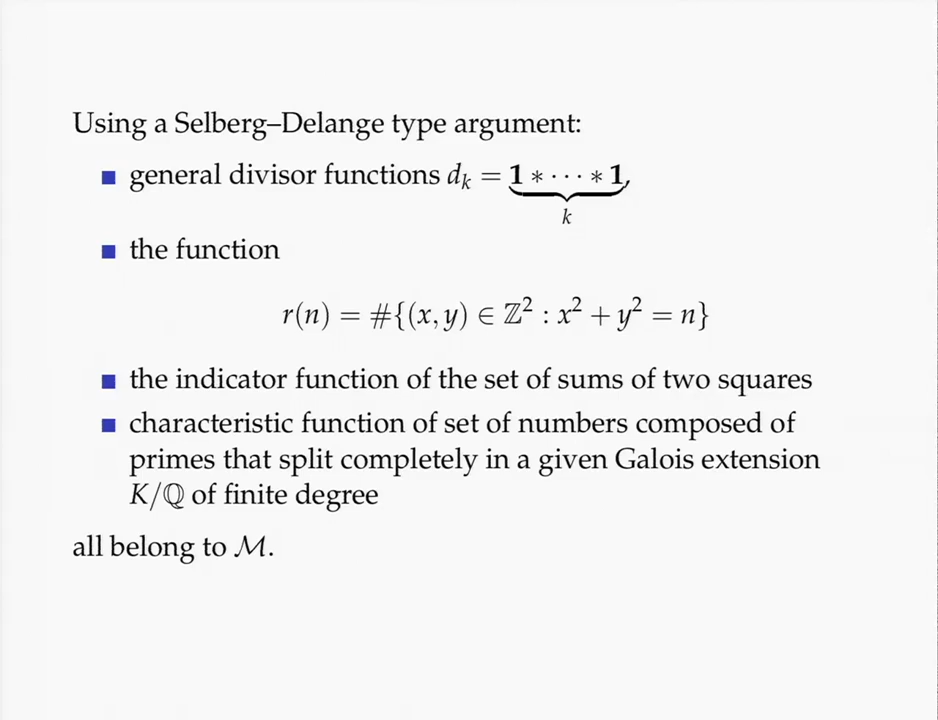 Using a Selberg–Delange type argument:
■ general divisor functions d_k = 1 ∗ ⋯ ∗ 1,
k
■ the function
r(n) = #{(x, y) ∈ ℤ² : x² + y² = n}
■ the indicator function of the set of sums of two squares
■ characteristic function of set of numbers composed of
primes that split completely in a given Galois extension
K/ℚ of finite degree
all belong to ℳ.